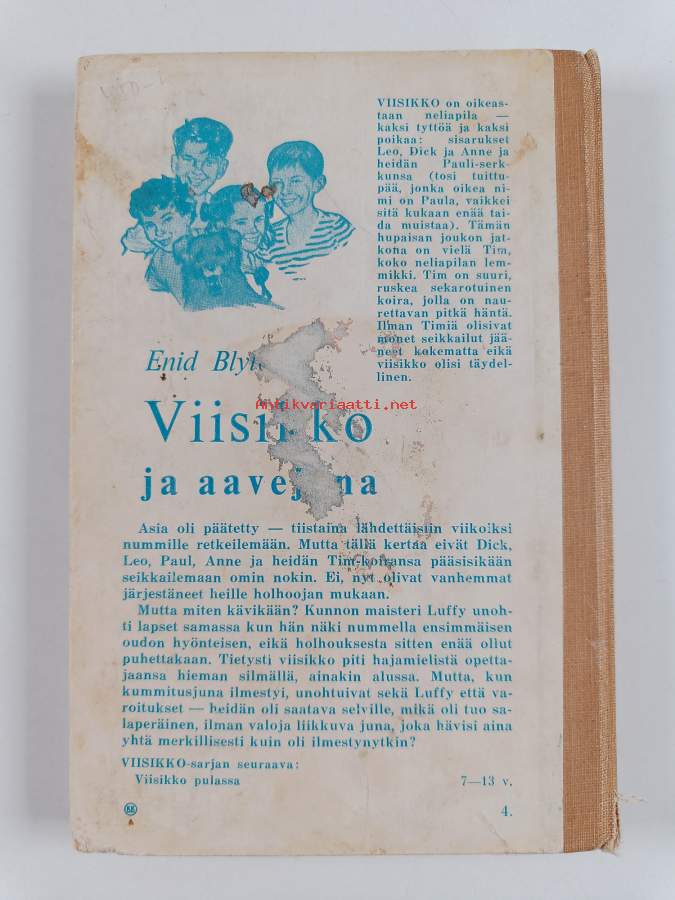 VIISIKKO on oikeas-
taan neliapila —
kaksi tyttöä ja kaksi
poikaa: sisarukset
Leo, Dick ja Anne ja
heidän Pauli-serk-
kunsa (tosi tuittu-
pää, jonka oikea ni-
mi on Paula, vaikkei
sitä kukaan enää tai-
da muistaa). Tämän
hupaisan joukon jat-
kona on vielä Tim,
koko neliapilan lem-
mikki. Tim on suuri,
ruskea sekarotuinen
koira, jolla on nau-
rettavan pitkä häntä.
Ilman Timiä olisivat
monet seikkailut jää-
neet kokematta eikä
viisikko olisi täydel-
linen.
Enid
antikvariaatti.net
Viisikko
ja aavejuna
Asia oli päätetty — tiistaina lähdettäisiin viikoiksi
nummille retkeilemään. Mutta tällä kertaa eivät Dick,
Leo, Paul, Anne ja heidän Tim-koiransa pääsisikään
seikkailemaan omin nokin. Ei, nyt olivat vanhemmat
järjestäneet heille holhoojan mukaan.
Mutta miten kävikään? Kunnon maisteri Luffy unoh-
ti lapset samassa kun hän näki nummella ensimmäisen
oudon hyönteisen, eikä holhouksesta sitten enää ollut
puhettakaan. Tietysti viisikko piti hajamielistä opetta-
jaansa hieman silmällä, ainakin alussa. Mutta, kun
kummitusjuna ilmestyi, unohtuivat sekä Luffy että va-
roitukset — heidän oli saatava selville, mikä oli tuo sa-
laperäinen, ilman valoja liikkuva juna, joka hävisi aina
yhtä merkillisesti kuin oli ilmestynytkin?
VIISIKKO-sarjan seuraava:
Viisikko pulassa
7—13 v.
4.